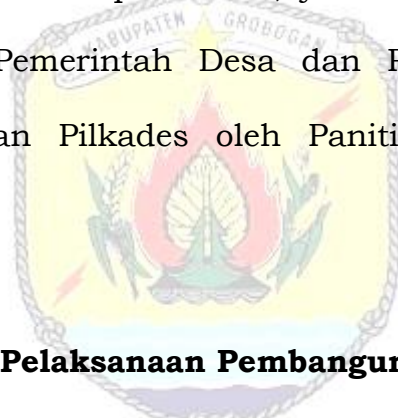 KABUPATEN GROBOGAN
Pemerintah Desa dan
an Pilkades oleh Paniti
Pelaksanaan Pembangun